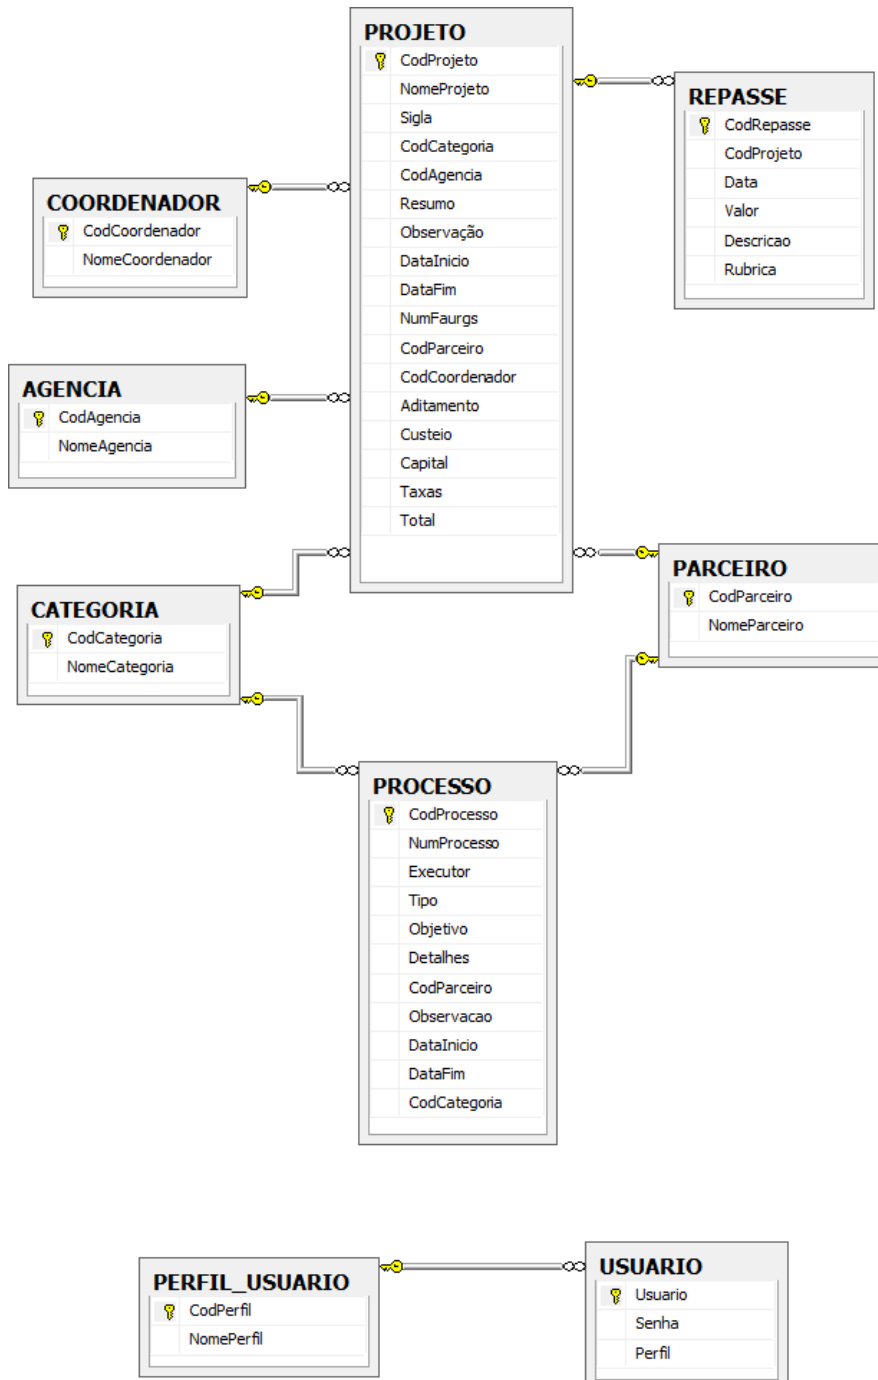 PROJETO
CodProjeto
NomeProjeto
Sigla
CodCategoria
CodAgencia
Resumo
Observação
DataInicio
DataFim
NumFaurgs
CodParceiro
CodCoordenador
Aditamento
Custeio
Capital
Taxas
Total
REPASSE
CodRepasse
CodProjeto
Data
Valor
Descricao
Rubrica
COORDENADOR
CodCoordenador
NomeCoordenador
AGENCIA
CodAgencia
NomeAgencia
CATEGORIA
CodCategoria
NomeCategoria
PARCEIRO
CodParceiro
NomeParceiro
PROCESSO
CodProcesso
NumProcesso
Executor
Tipo
Objetivo
Detalhes
CodParceiro
Observacao
DataInicio
DataFim
CodCategoria
PERFIL_USUARIO
CodPerfil
NomePerfil
USUARIO
Usuario
Senha
Perfil